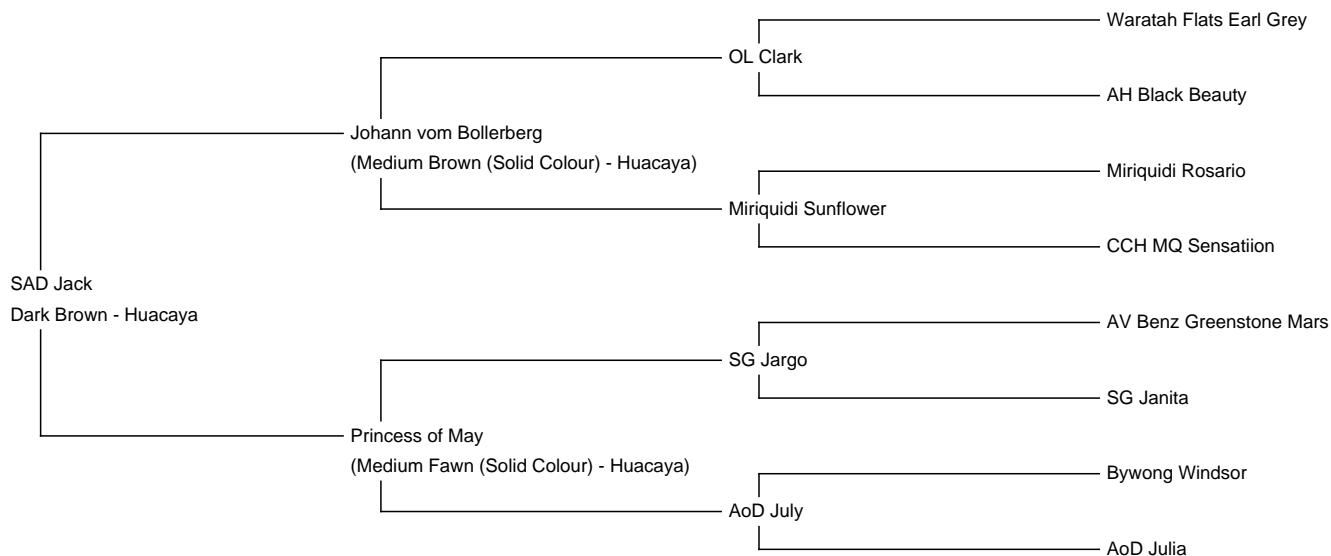 Waratah Flats Earl Grey
OL Clark
AH Black Beauty
Johann vom Bollerberg
(Medium Brown (Solid Colour) - Huacaya)
Miriquidi Rosario
Miriquidi Sunflower
CCH MQ Sensatiion
SAD Jack
Dark Brown - Huacaya
AV Benz Greenstone Mars
SG Jargo
SG Janita
Princess of May
(Medium Fawn (Solid Colour) - Huacaya)
Bywong Windsor
AoD July
AoD Julia